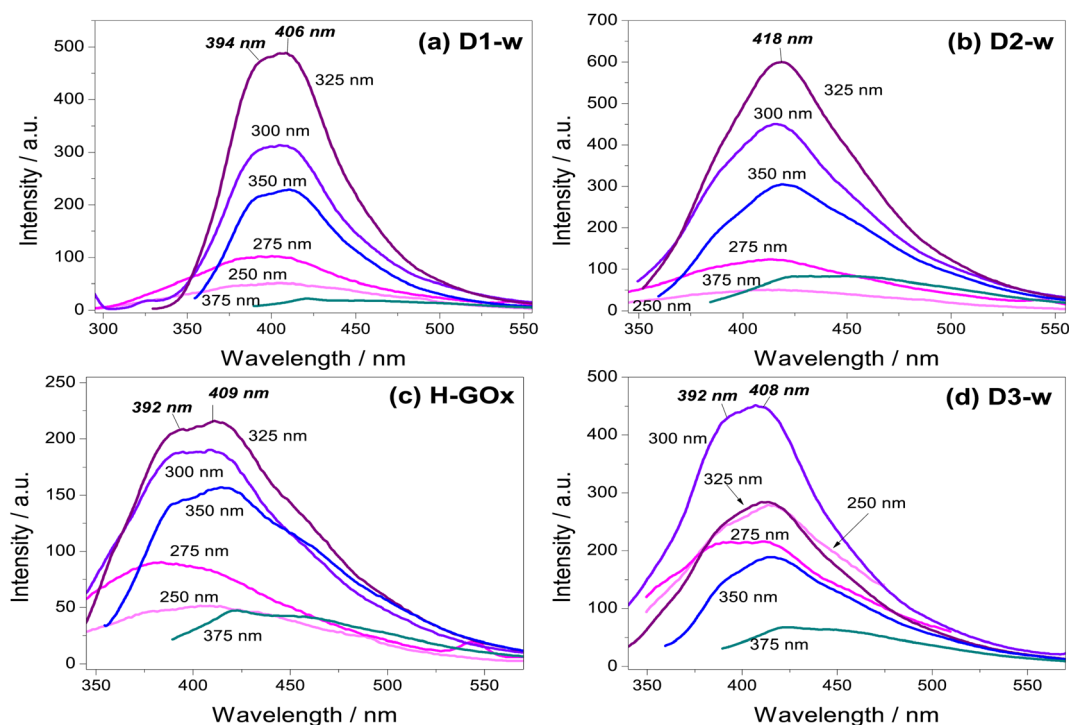 (a) D1-w
394 nm
406 nm
325 nm
300 nm
350 nm
275 nm
250 nm
375 nm
500
400
300
200
100
0
Intensity / a.u.
300
350
400
450
500
550
Wavelength / nm
(b) D2-w
418 nm
325 nm
300 nm
350 nm
275 nm
375 nm
250 nm
700
600
500
400
300
200
100
0
Intensity / a.u.
350
400
450
500
550
Wavelength / nm
(c) H-GOx
392 nm
409 nm
325 nm
300 nm
350 nm
275 nm
250 nm
375 nm
250
200
150
100
50
0
Intensity / a.u.
350
400
450
500
550
Wavelength / nm
(d) D3-w
392 nm
408 nm
300 nm
325 nm
250 nm
275 nm
350 nm
375 nm
500
400
300
200
100
0
Intensity / a.u.
350
400
450
500
550
Wavelength / nm